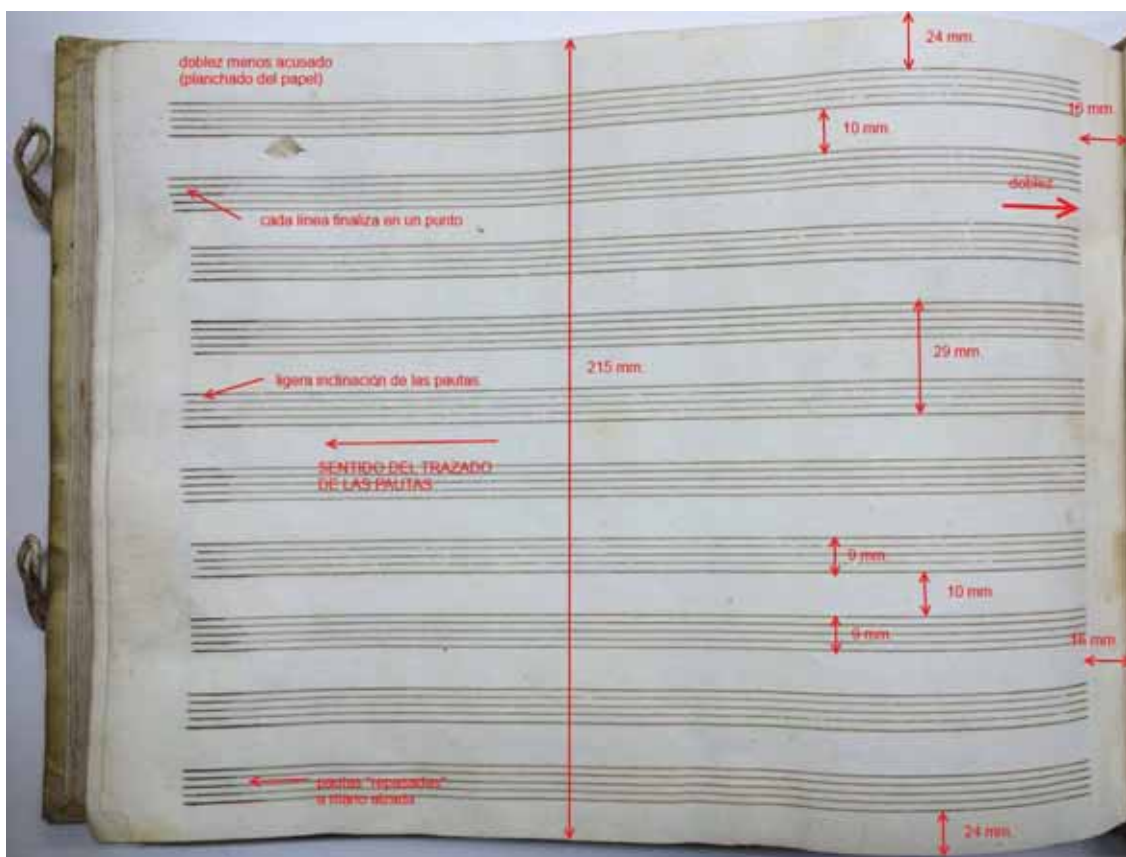 24 mm.
doblez menos acusado
(planchado del papel)
15 mm.
10 mm.
doblez
cada línea finaliza en un punto
29 mm.
215 mm.
ligera inclinación de las pautas
SENTIDO DEL TRAZADO
DE LAS PAUTAS
9 mm.
10 mm.
9 mm.
16 mm.
pautas "repasadas"
a mano alzada
24 mm.